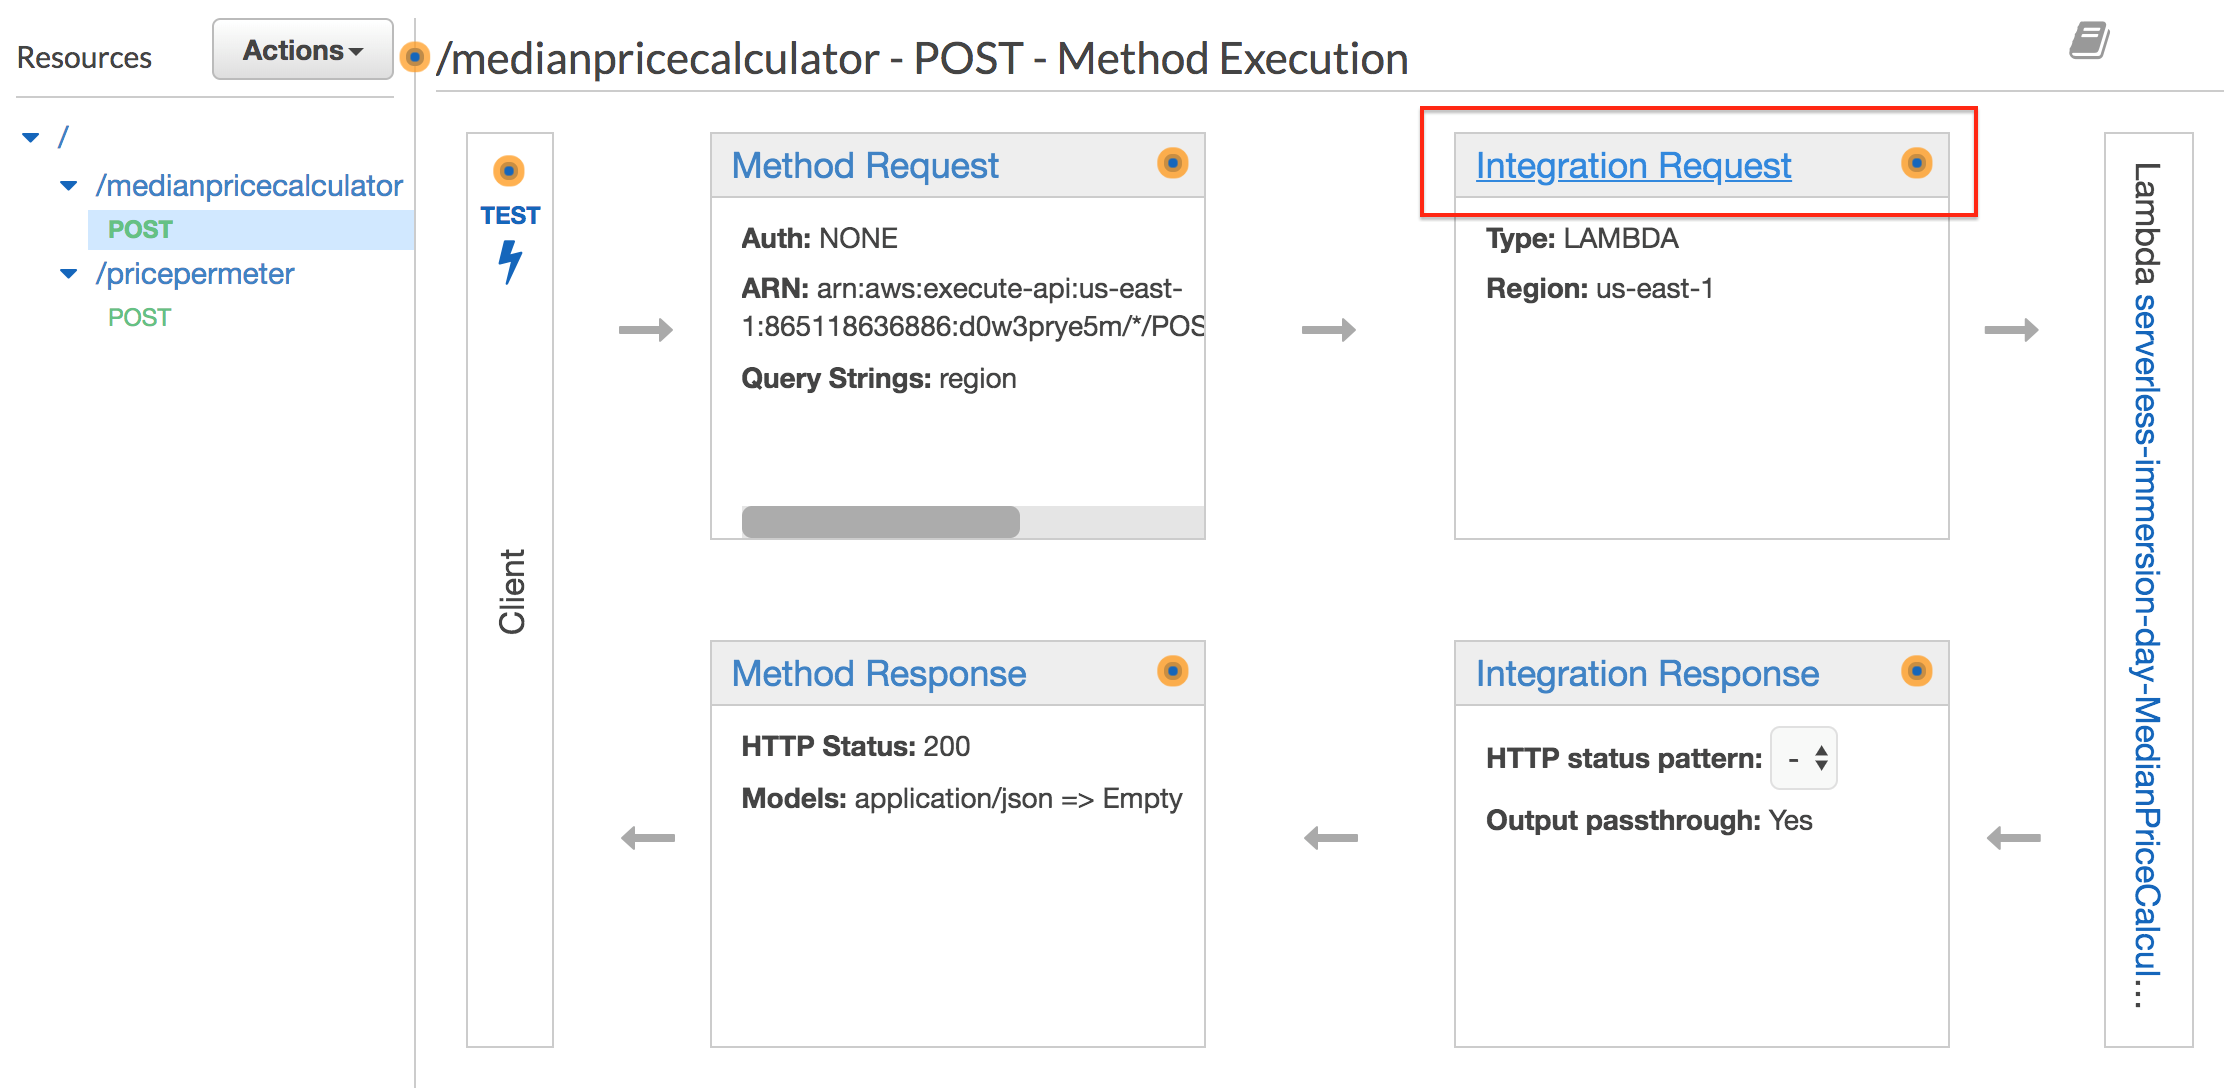 Resources
Actions
/
/medianpricecalculator
POST
/pricepermeter
POST
/medianpricecalculator - POST - Method Execution
TEST
Client
Method Request
Auth: NONE
ARN: arn:aws:execute-api:us-east-
1:865118636886:d0w3prye5m/*/POS
Query Strings: region
Integration Request
Type: LAMBDA
Region: us-east-1
Lambda serverless-immersion-day-MedianPriceCalcul...
Method Response
HTTP Status: 200
Models: application/json => Empty
Integration Response
HTTP status pattern: -
Output passthrough: Yes